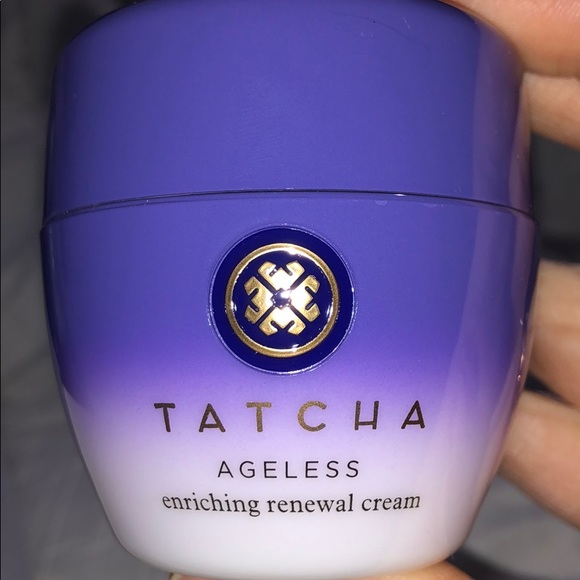 TATCHA
AGELESS
enriching renewal cream